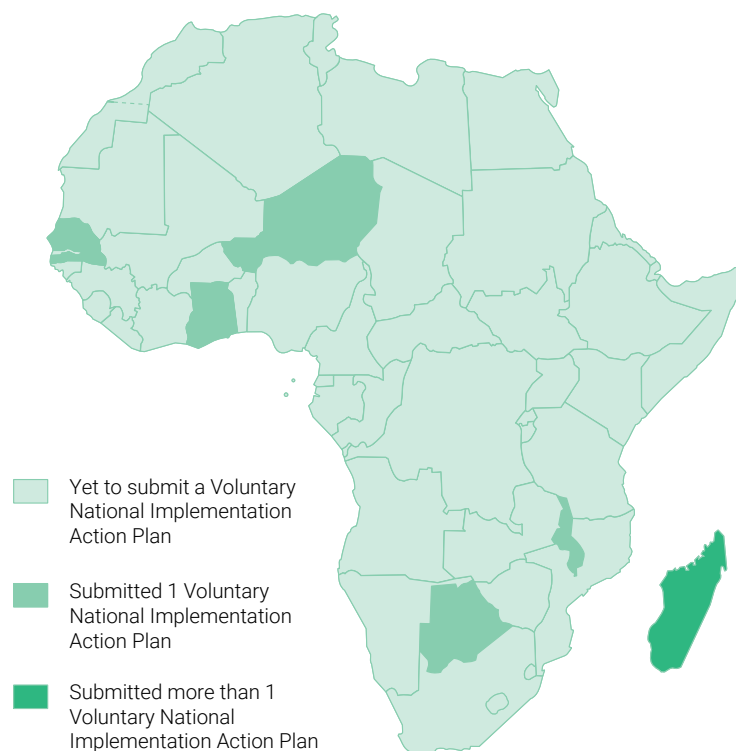 Yet to submit a Voluntary
National Implementation
Action Plan
Submitted 1 Voluntary
National Implementation
Action Plan
Submitted more than 1
Voluntary National
Implementation Action Plan